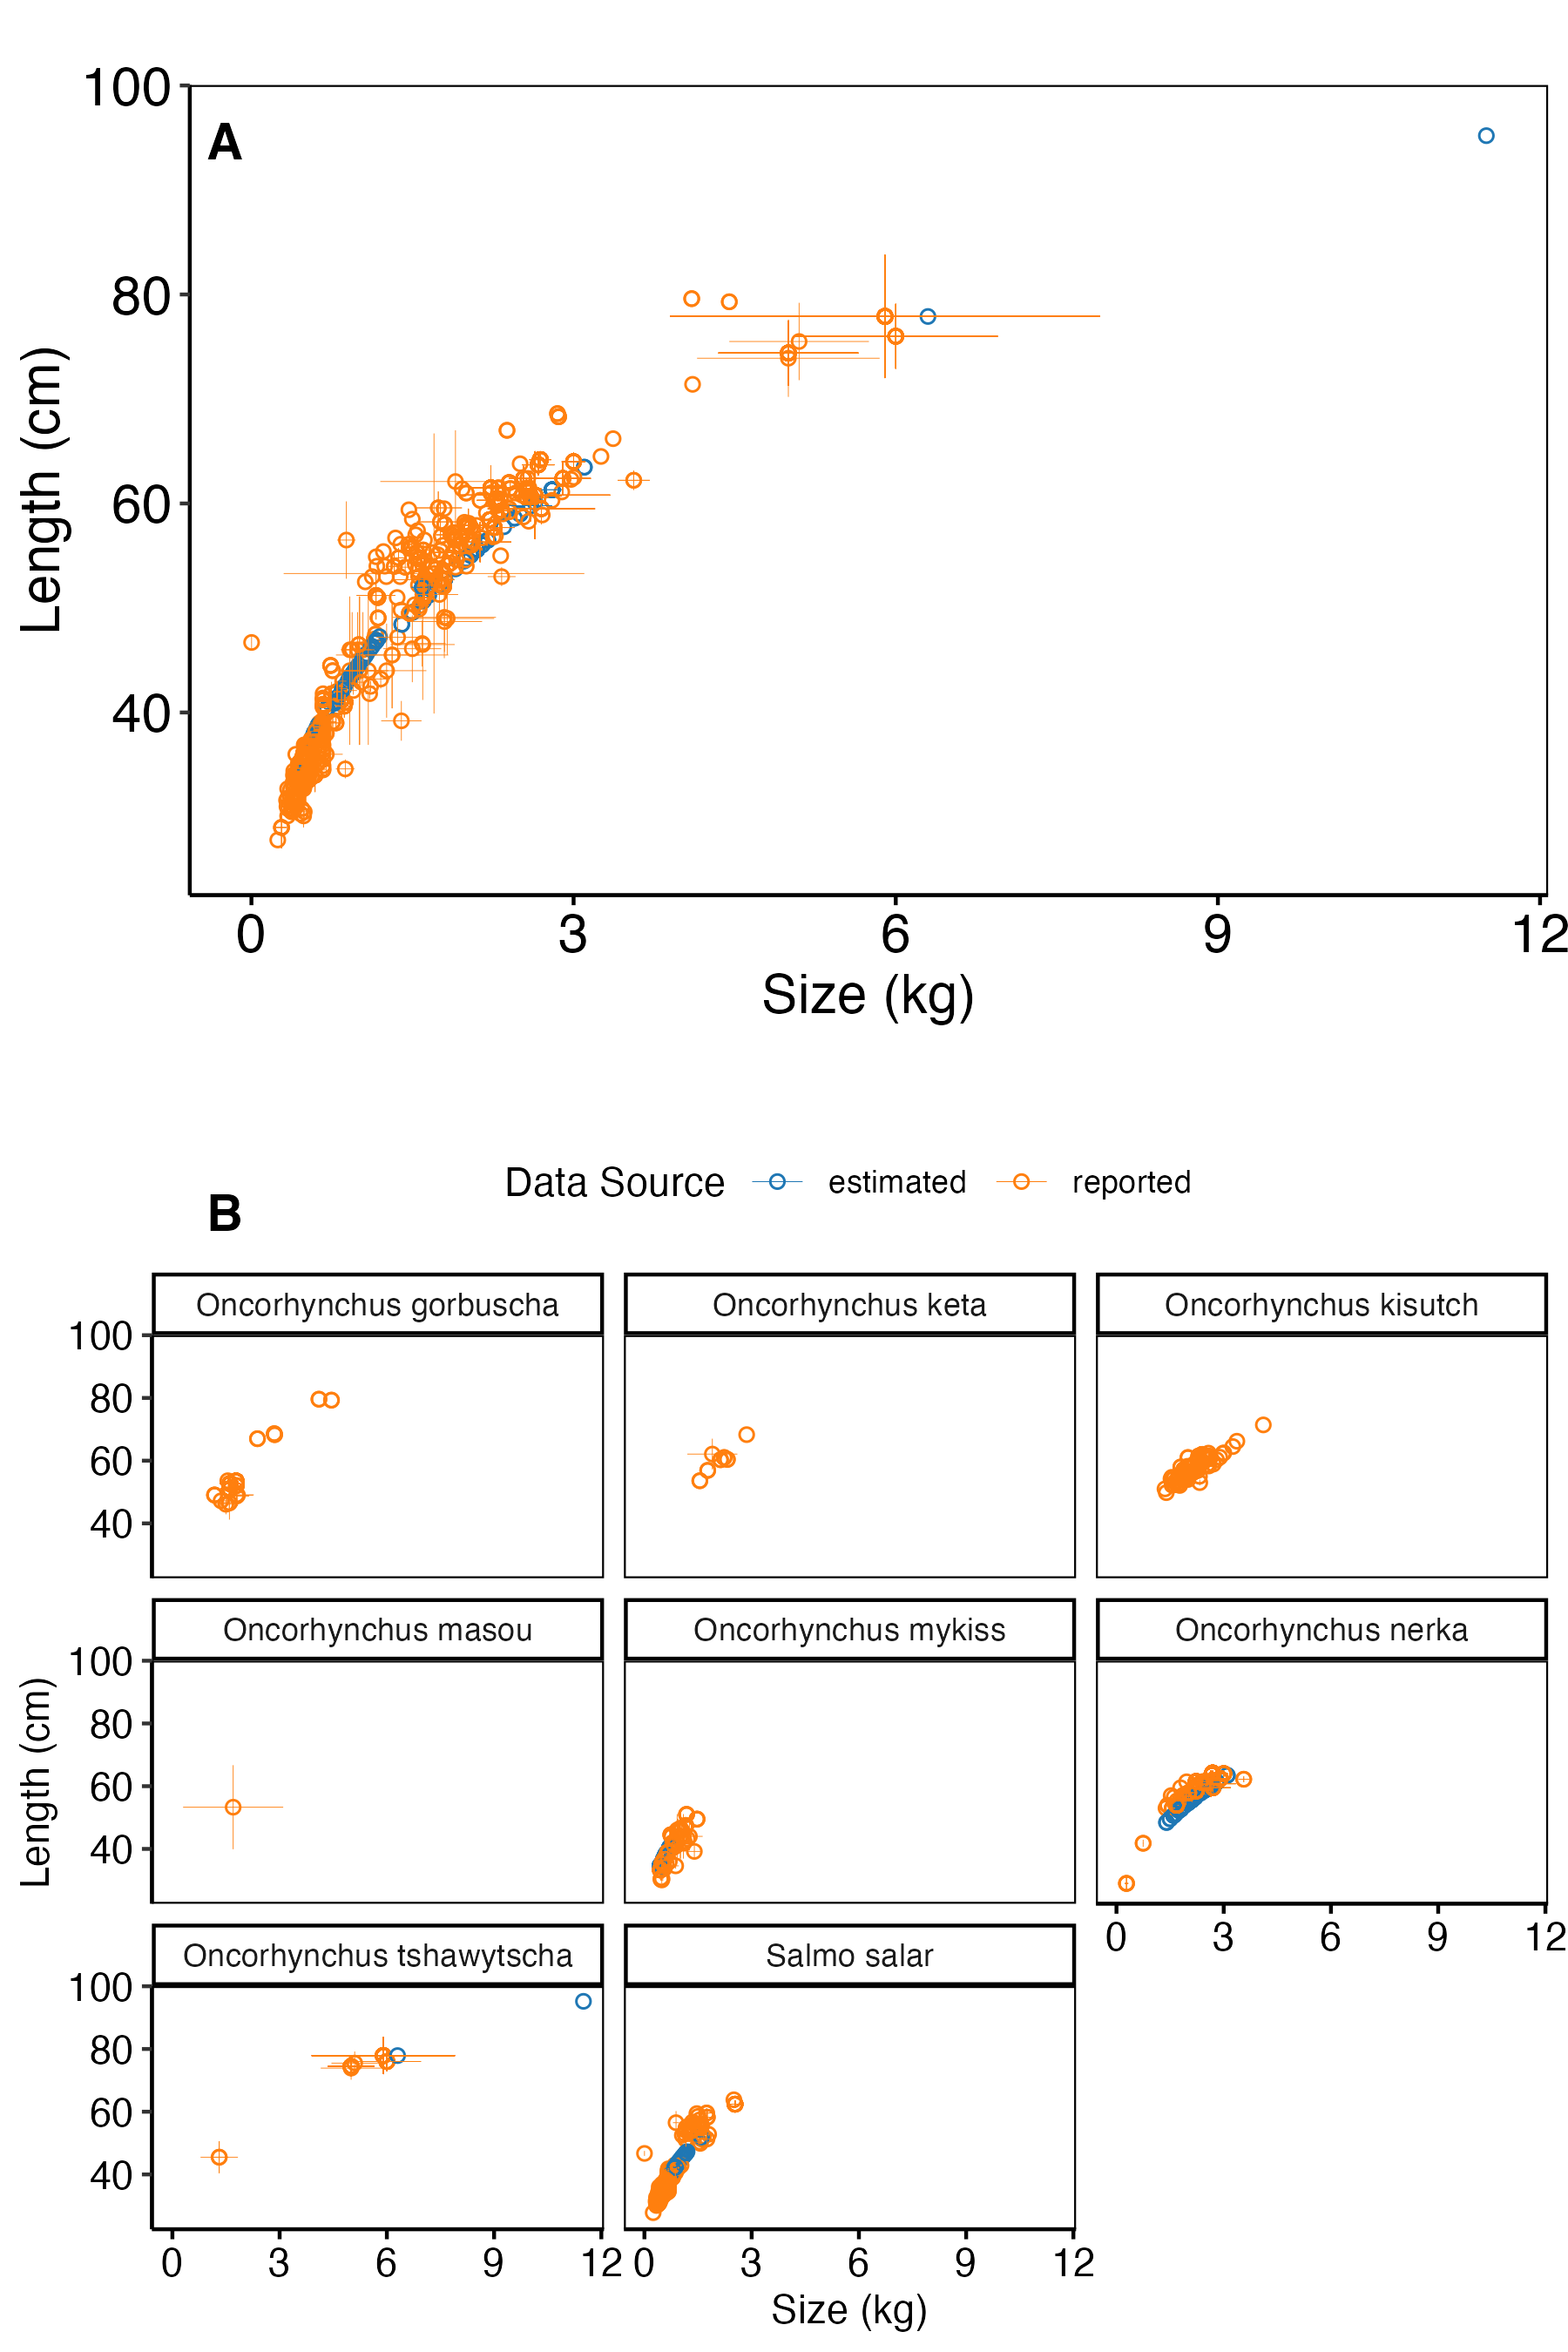 A
100
80
60
40
Length (cm)
0 3 6 9 12
Size (kg)
Data Source estimated reported
B
Oncorhynchus gorbuscha Oncorhynchus keta Oncorhynchus kisutch
100
80
60
40
Oncorhynchus masou Oncorhynchus mykiss Oncorhynchus nerka
100
80
60
40
Length (cm)
0 3 6 9 12
Oncorhynchus tshawytscha Salmo salar
100
80
60
40
0 3 6 9 12 0 3 6 9 12
Size (kg)